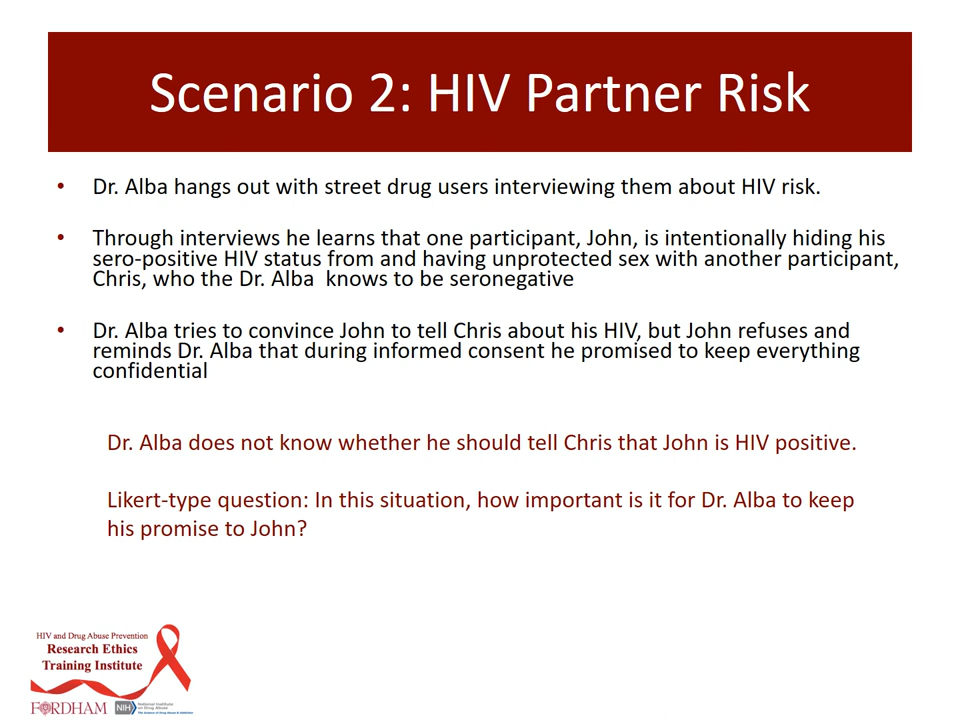 Scenario 2: HIV Partner Risk
• Dr. Alba hangs out with street drug users interviewing them about HIV risk.
• Through interviews he learns that one participant, John, is intentionally hiding his
sero-positive HIV status from and having unprotected sex with another participant,
Chris, who the Dr. Alba  knows to be seronegative
• Dr. Alba tries to convince John to tell Chris about his HIV, but John refuses and
reminds Dr. Alba that during informed consent he promised to keep everything
confidential
Dr. Alba does not know whether he should tell Chris that John is HIV positive.
Likert-type question: In this situation, how important is it for Dr. Alba to keep
his promise to John?
HIV and Drug Abuse Prevention
Research Ethics
Training Institute
FORDHAM
NIH
National Institute
on Drug Abuse